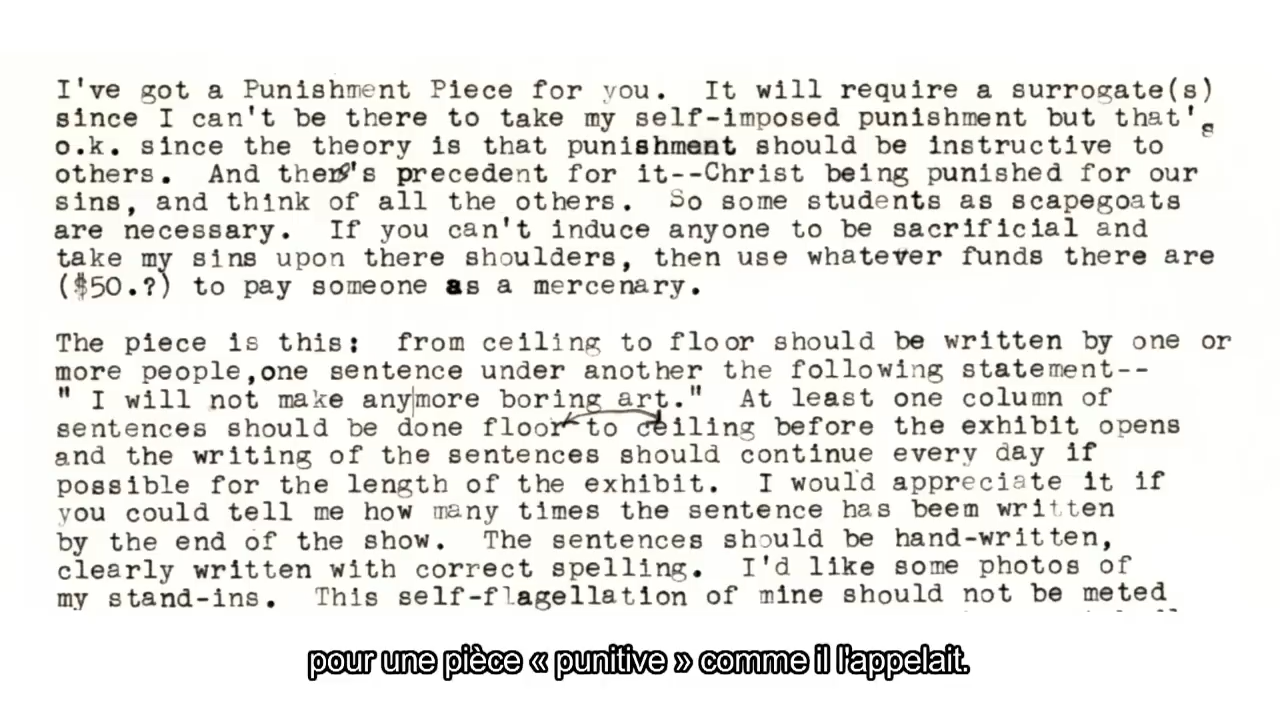 I've got a Punishment Piece for you.  It will require a surrogate(s)
since I can't be there to take my self-imposed punishment but that's
o.k. since the theory is that punishment should be instructive to
others.  And there's precedent for it--Christ being punished for our
sins, and think of all the others.  So some students as scapegoats
are necessary.  If you can't induce anyone to be sacrificial and
take my sins upon there shoulders, then use whatever funds there are
($50.?) to pay someone as a mercenary.
The piece is this:  from ceiling to floor should be written by one or
more people,one sentence under another the following statement--
" I will not make any|more boring art."  At least one column of
sentences should be done floor to ceiling before the exhibit opens
and the writing of the sentences should continue every day if
possible for the length of the exhibit.  I would appreciate it if
you could tell me how many times the sentence has beem written
by the end of the show.  The sentences should be hand-written,
clearly written with correct spelling.  I'd like some photos of
my stand-ins.  This self-flagellation of mine should not be meted
pour une pièce « punitive » comme il l'appelait.